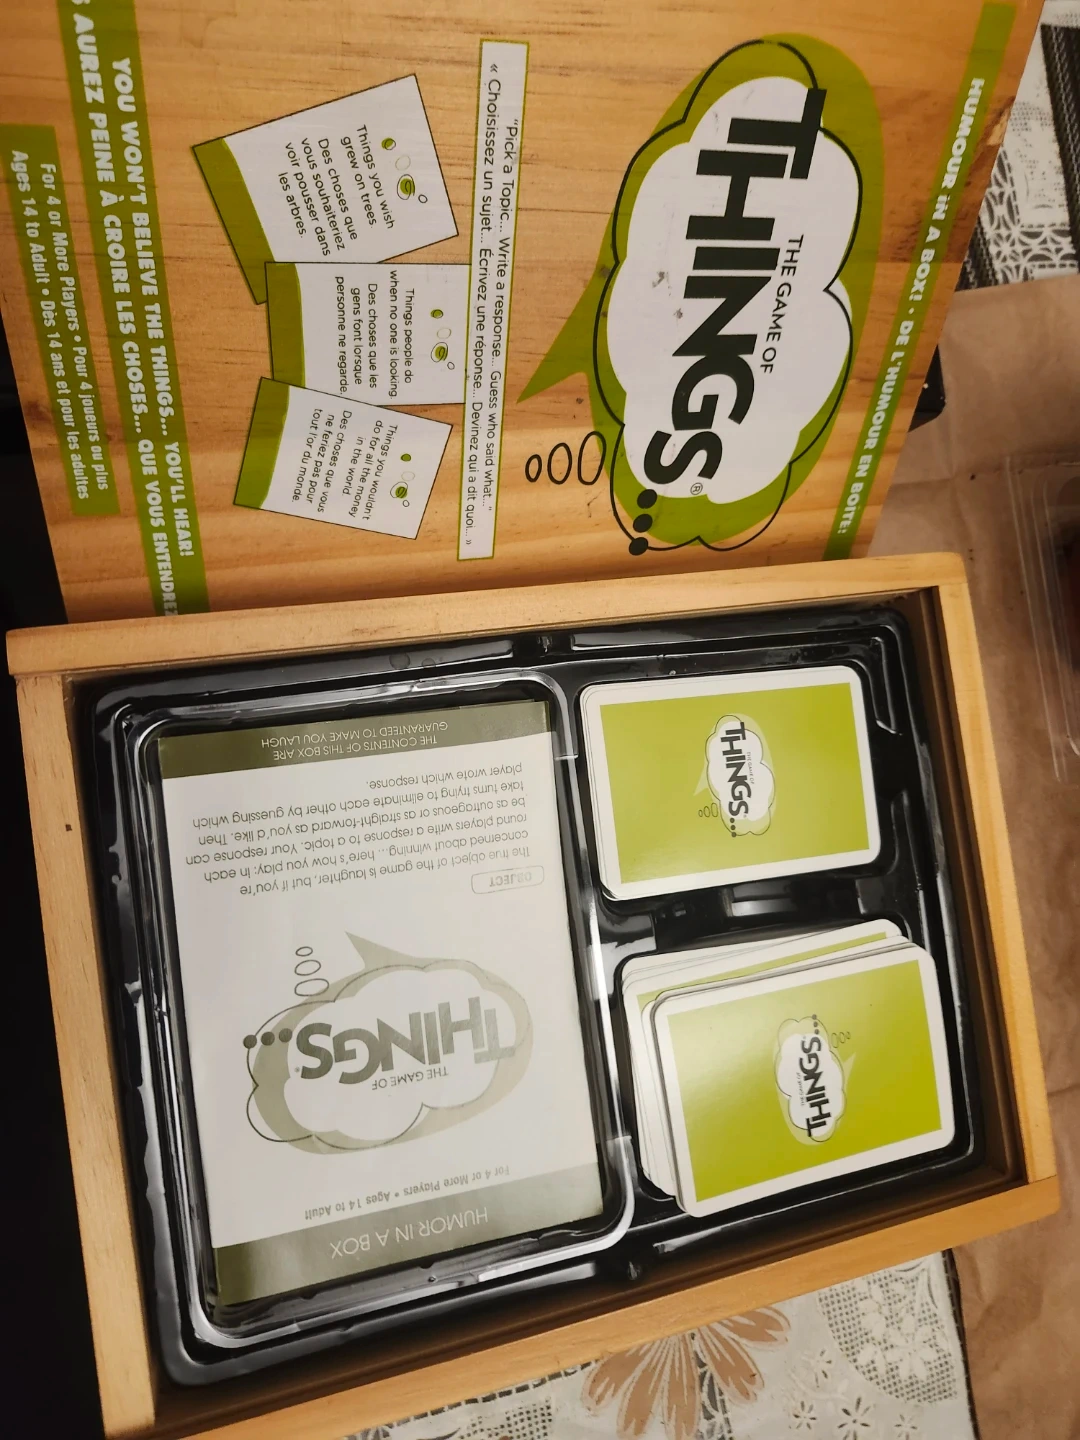 HUMOUR IN A BOX! • DE L'HUMOUR EN BOÎTE!
THE GAME OF
THINGS...®
"Pick a Topic... Write a response... Guess who said what..."
« Choisissez un sujet... Écrivez une réponse... Devinez qui a dit quoi... »
Things you wish
grew on trees
Des choses que
vous souhaiteriez
voir pousser dans
les arbres.
Things people do
when no one is looking.
Des choses que les
gens font lorsque
personne ne regarde.
Things you wouldn't
do for all the money
in the world.
Des choses que vous
ne feriez pas pour
tout l'or du monde.
YOU WON'T BELIEVE THE THINGS... YOU'LL HEAR!
S AUREZ PEINE À CROIRE LES CHOSES... QUE VOUS ENTENDREZ
For 4 or More Players • Pour 4 joueurs ou plus
Ages 14 to Adult • Dès 14 ans et pour les adultes
HUMOR IN A BOX
For 4 or More Players • Ages 14 to Adult
THE GAME OF
THINGS...
OBJECT
The true object of the game is laughter, but if you're
concerned about winning... here's how you play: In each
round players write a response to a topic. Your response can
be as outrageous or as straight-forward as you'd like. Then
take turns trying to eliminate each other by guessing which
player wrote which response.
THE CONTENTS OF THIS BOX ARE
GUARANTEED TO MAKE YOU LAUGH
THE GAME OF
THINGS...
THE GAME OF
THINGS...